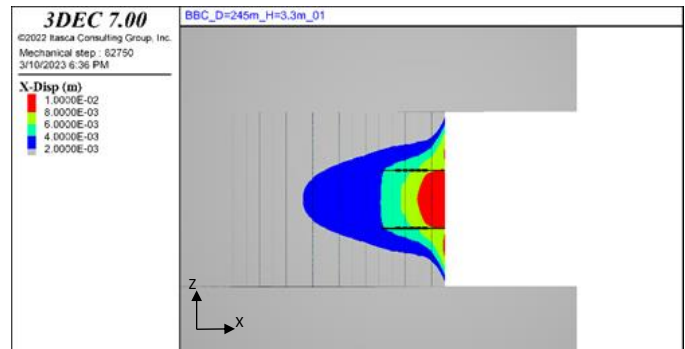 3DEC 7.00
©2022 Itasca Consulting Group, Inc.
Mechanical step : 82750
3/10/2023 6:36 PM
X-Disp (m)
1.0000E-02
8.0000E-03
6.0000E-03
4.0000E-03
2.0000E-03
BBC_D=245m_H=3.3m_01
Z
X